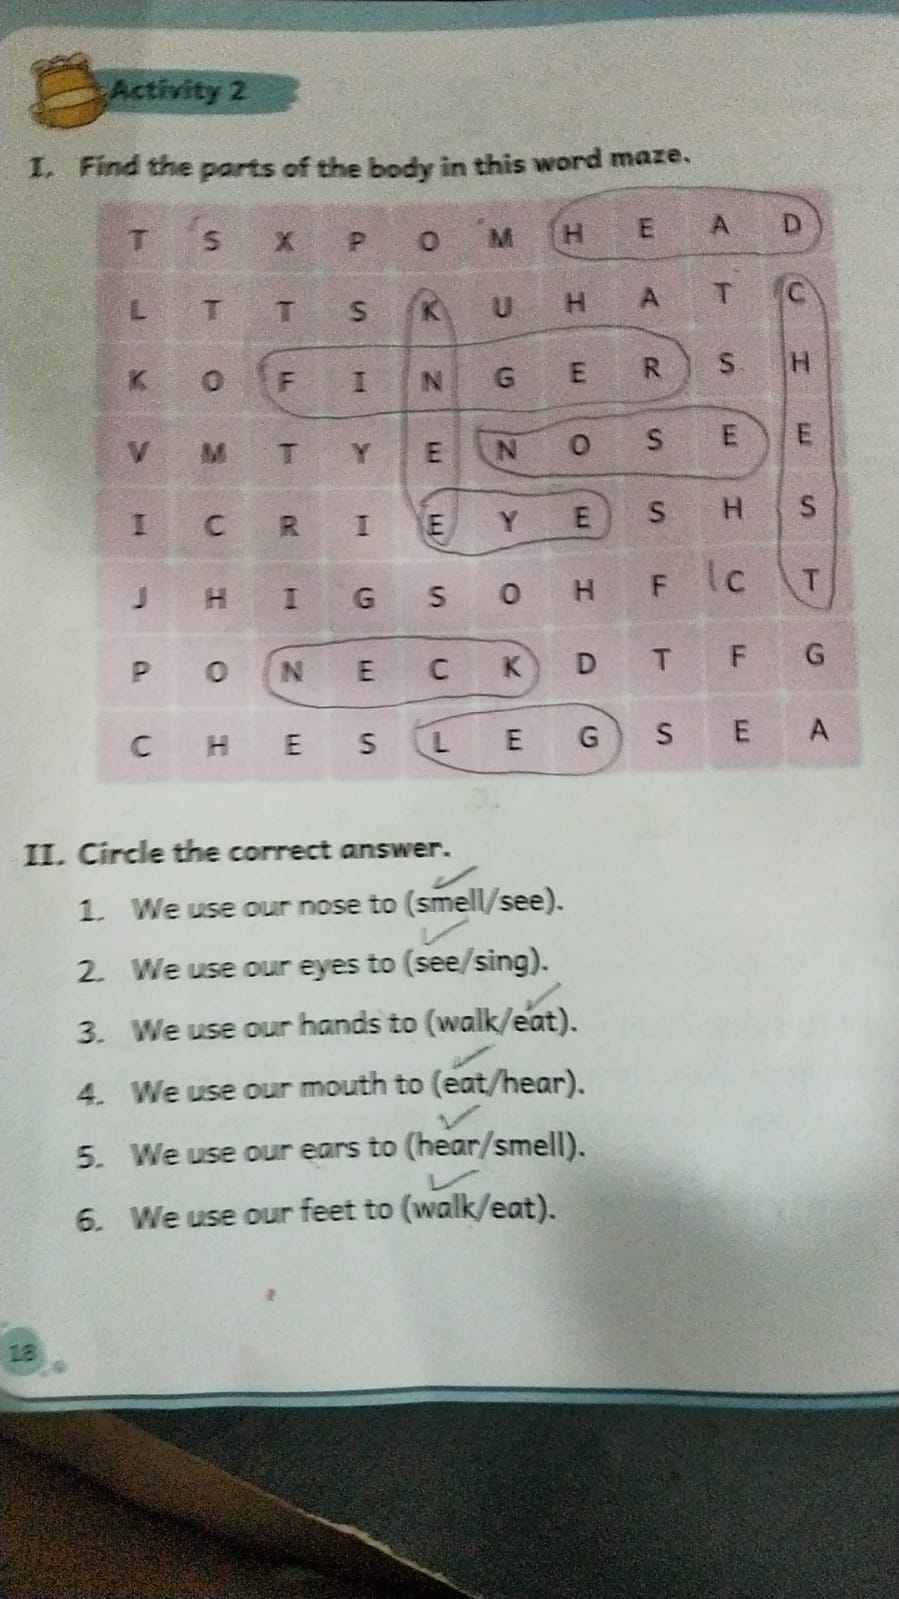 Activity 2
I. Find the parts of the body in this word maze.
T S X P O M H E A D
L T T S K U H A T C
K O F I N G E R S H
V M T Y E N O S E E
I C R I E Y E S H S
J H I G S O H F C T
P O N E C K D T F G
C H E S L E G S E A
II. Circle the correct answer.
1. We use our nose to (smell/see).
2. We use our eyes to (see/sing).
3. We use our hands to (walk/eat).
4. We use our mouth to (eat/hear).
5. We use our ears to (hear/smell).
6. We use our feet to (walk/eat).
18